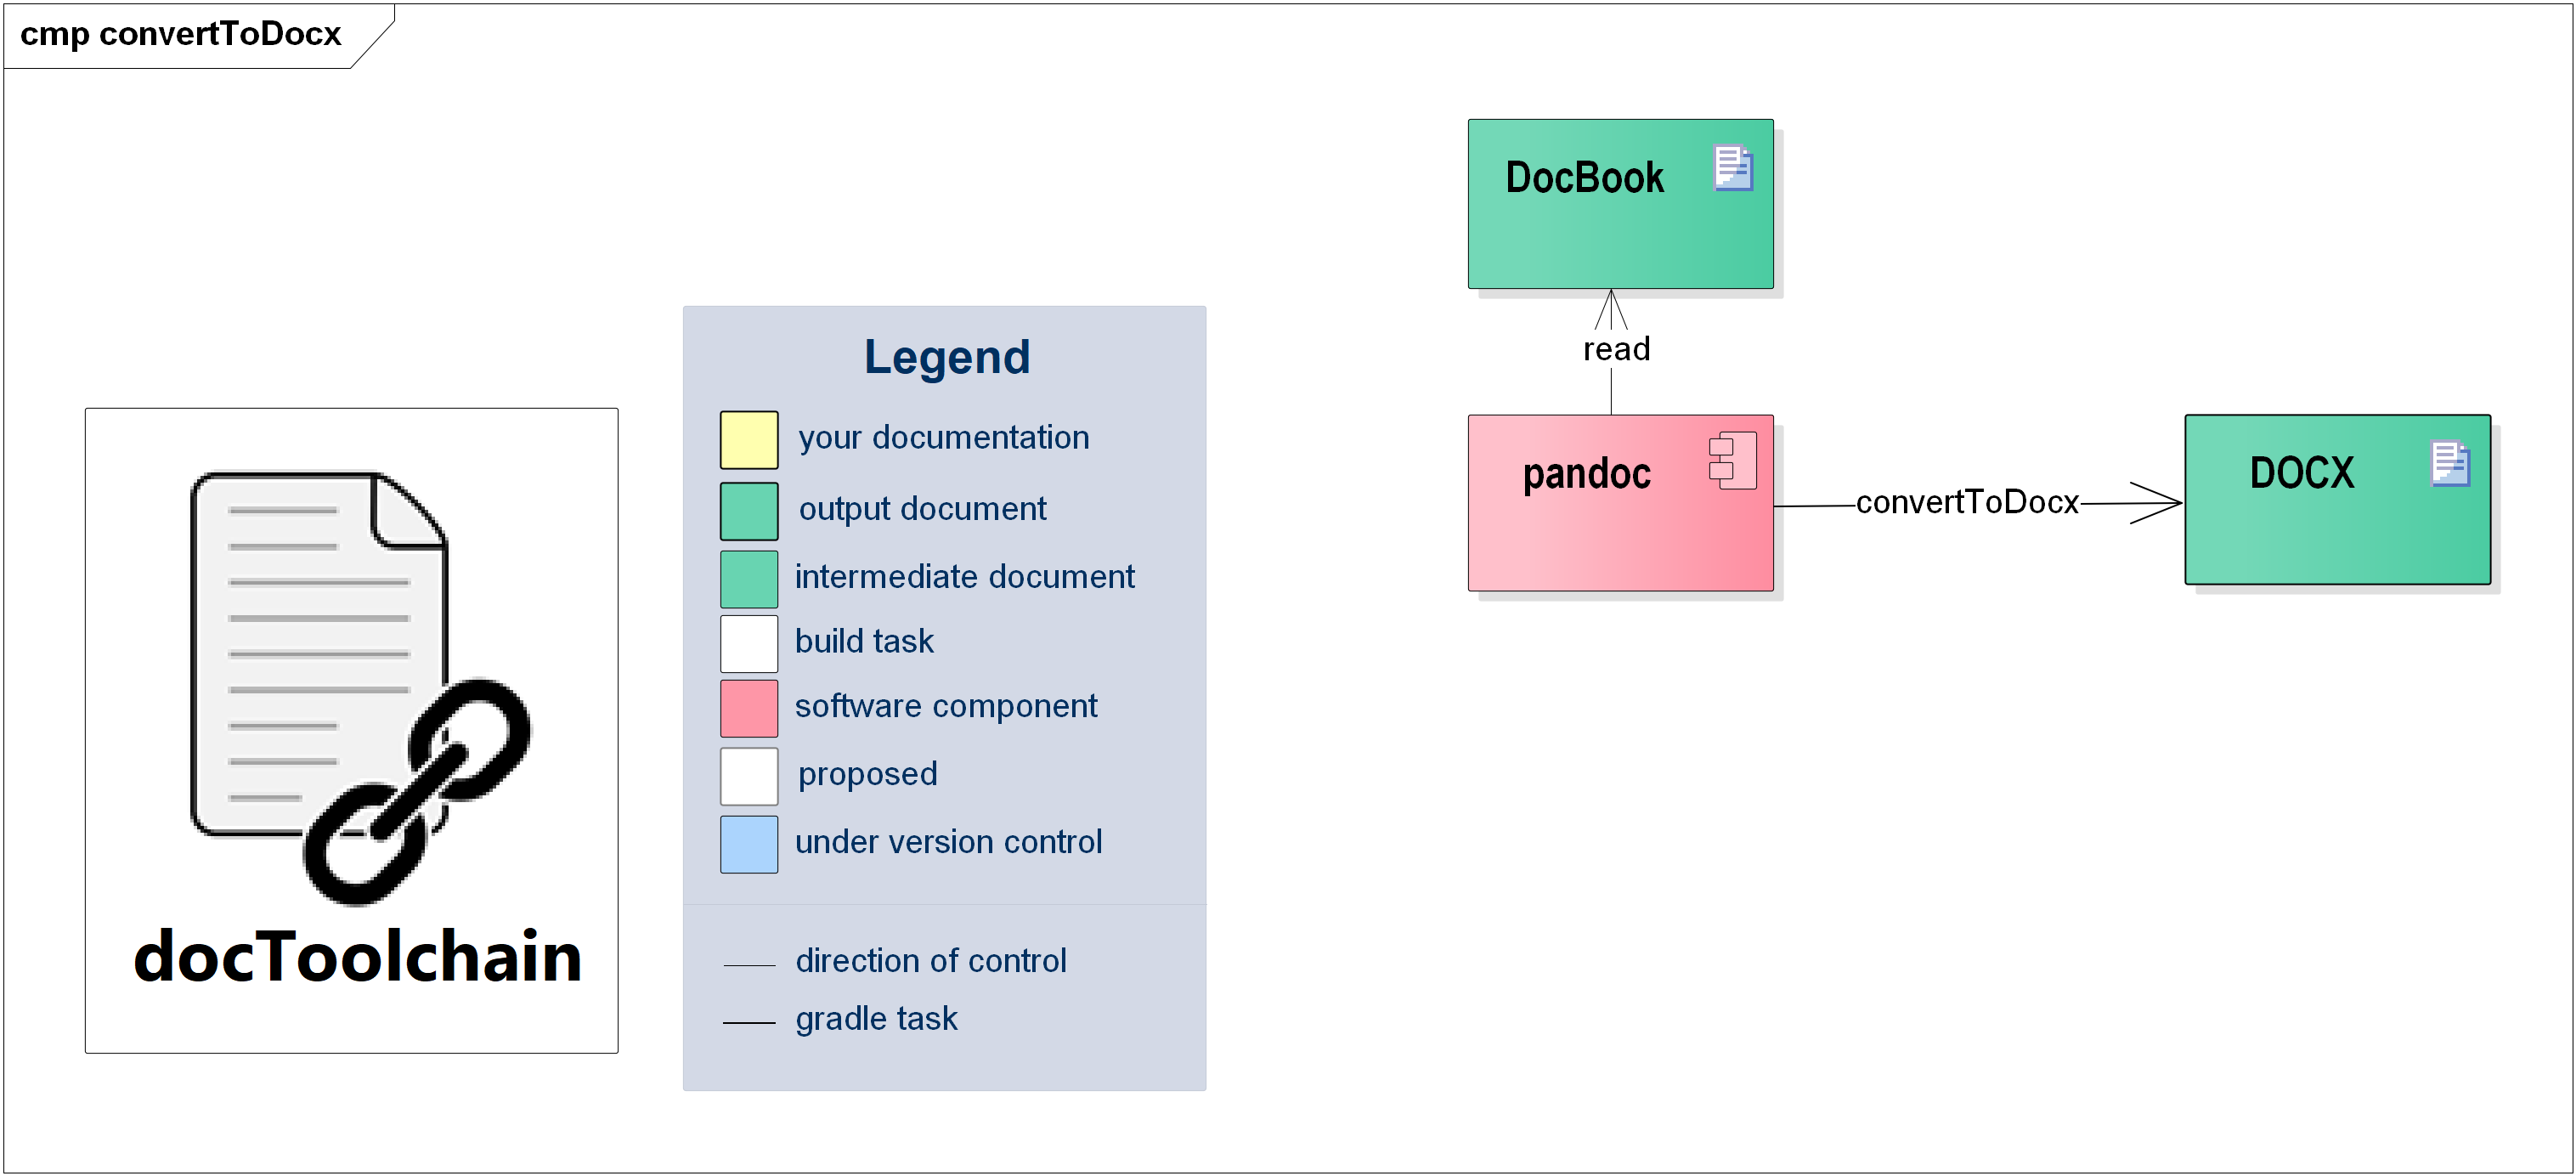 cmp convertToDocx
DocBook
read
pandoc
convertToDocx
DOCX
Legend
your documentation
output document
intermediate document
build task
software component
proposed
under version control
direction of control
gradle task
docToolchain